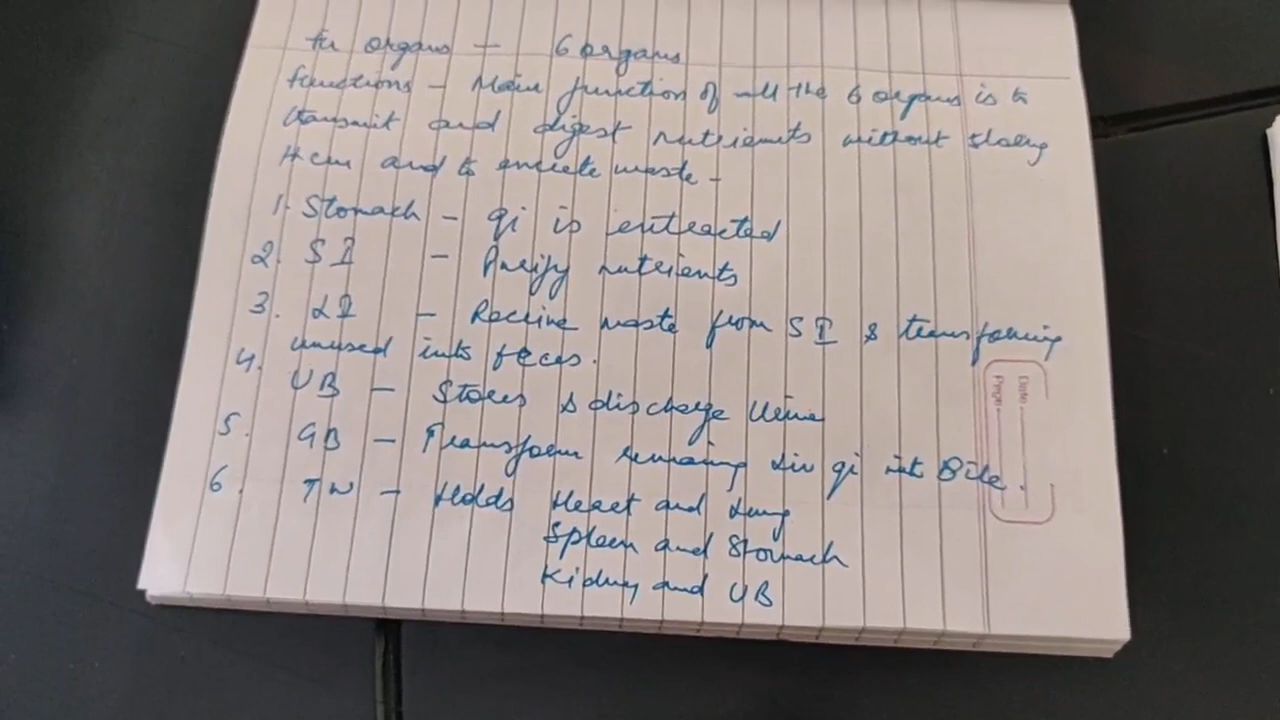 fu organs - 6 organs
functions - Main function of all the 6 organs is to
transmit and digest nutrients without storing
them and to excrete waste -
1. Stomach - qi is extracted
2. S I - Purify nutrients
3. LI - Receive waste from S I & transforming
unused into feces.
4. UB - Stores & discharge Urine
5. GB - Transform remaining Liv qi into Bile.
6. TW - Holds Heart and Lung
Spleen and Stomach
Kidney and UB
Date
Page